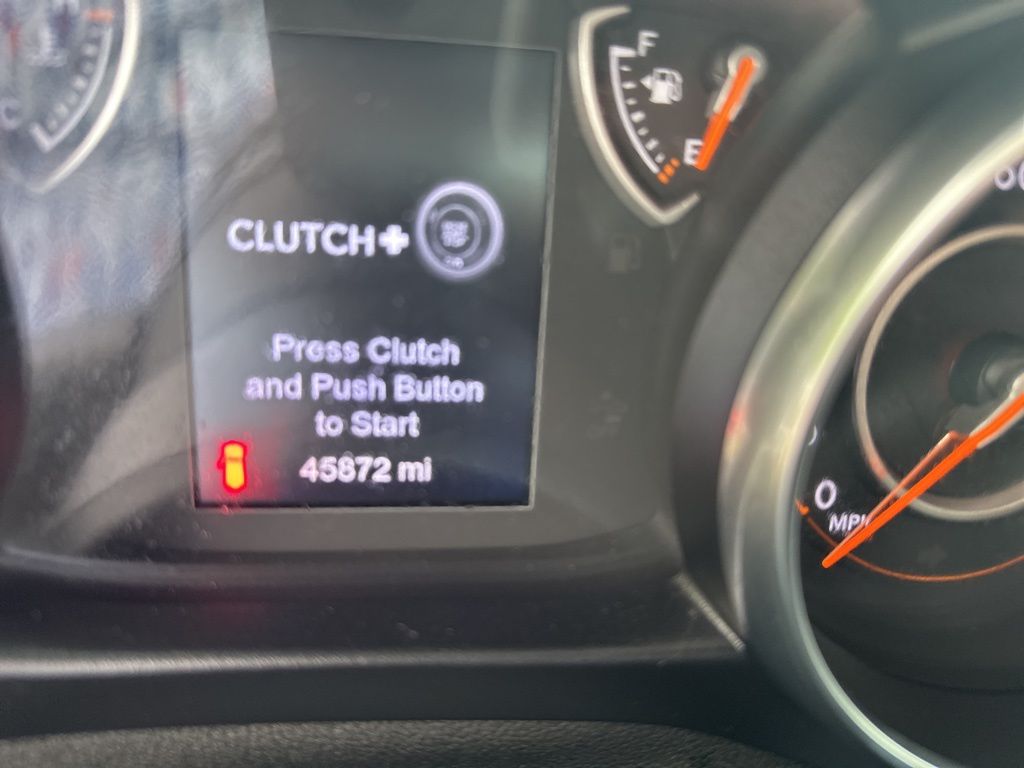 C
F
E
CLUTCH+
Press Clutch
and Push Button
to Start
45872 mi
0
MPH